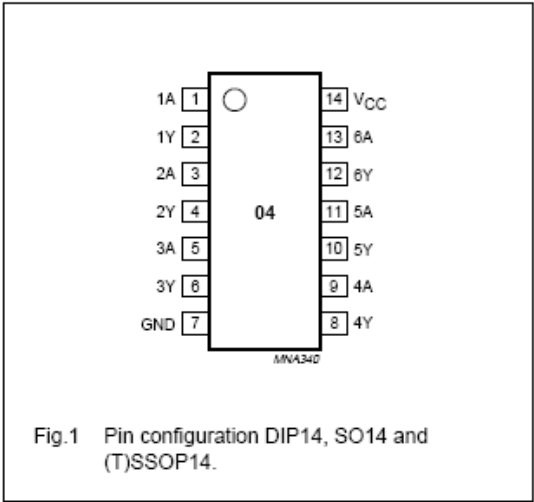 1A 1 14 VCC
1Y 2 13 6A
2A 3 12 6Y
2Y 4 04 11 5A
3A 5 10 5Y
3Y 6 9 4A
GND 7 8 4Y
MNA340
Fig.1 Pin configuration DIP14, SO14 and
(T)SSOP14.